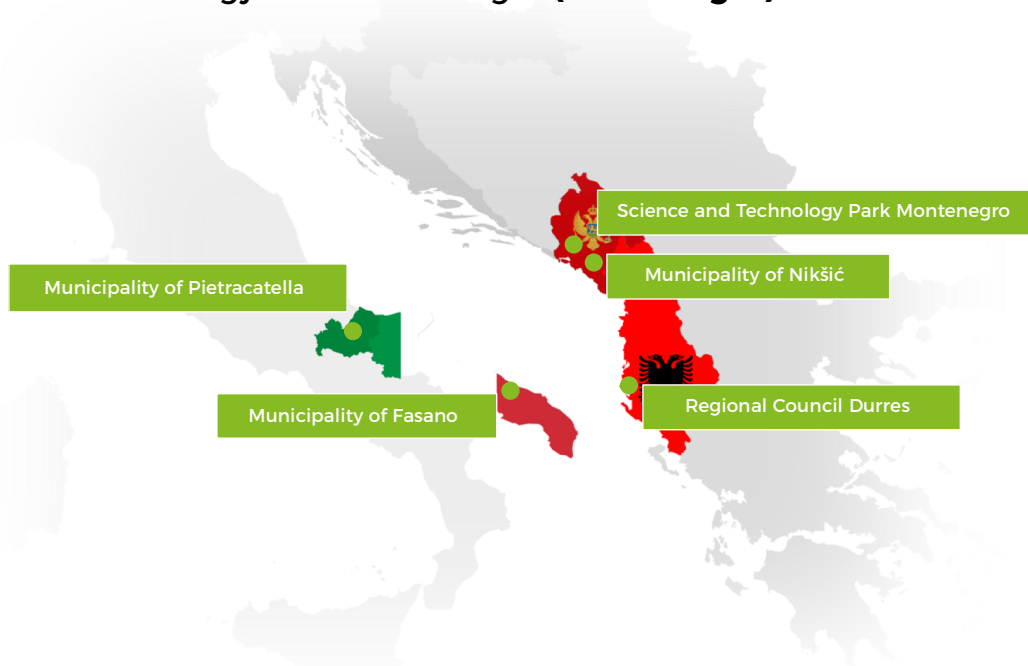 Science and Technology Park Montenegro
Municipality of Nikšić
Municipality of Pietracatella
Regional Council Durres
Municipality of Fasano